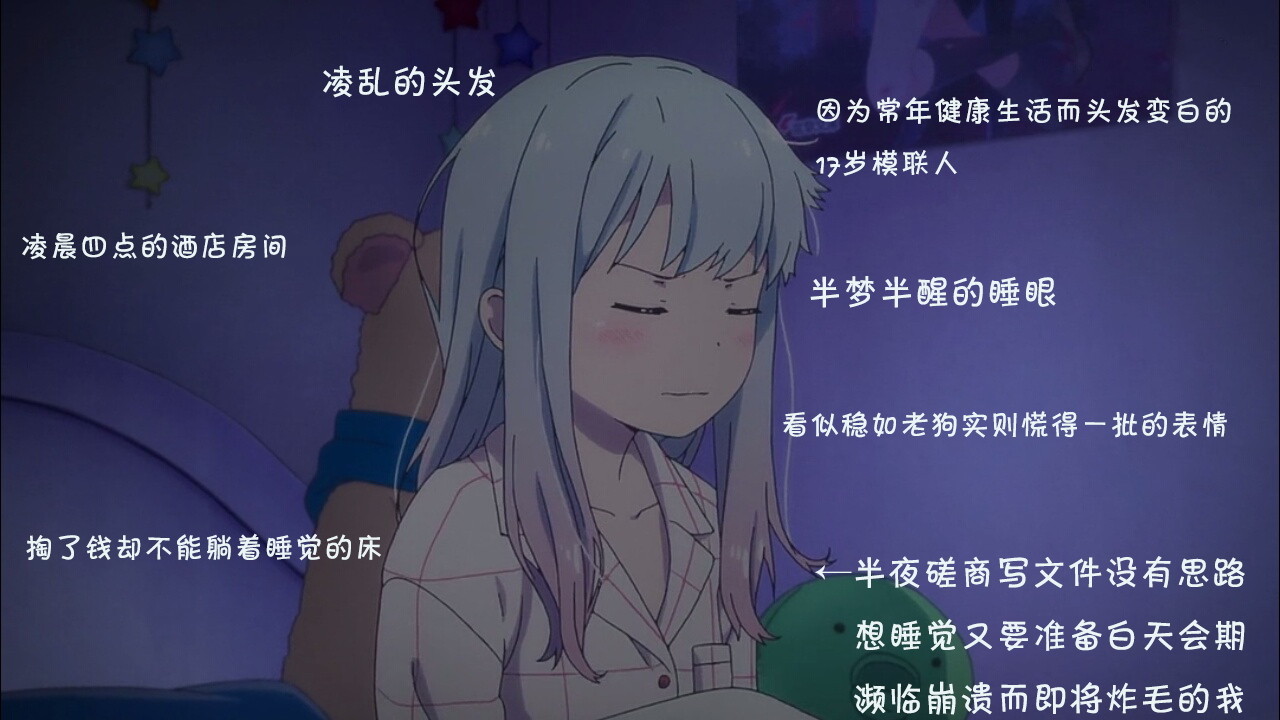 凌乱的头发
因为常年健康生活而头发变白的
17岁模联人
凌晨四点的酒店房间
半梦半醒的睡眼
看似稳如老狗实则慌得一批的表情
掏了钱却不能躺着睡觉的床
←半夜磋商写文件没有思路
想睡觉又要准备白天会期
濒临崩溃而即将炸毛的我